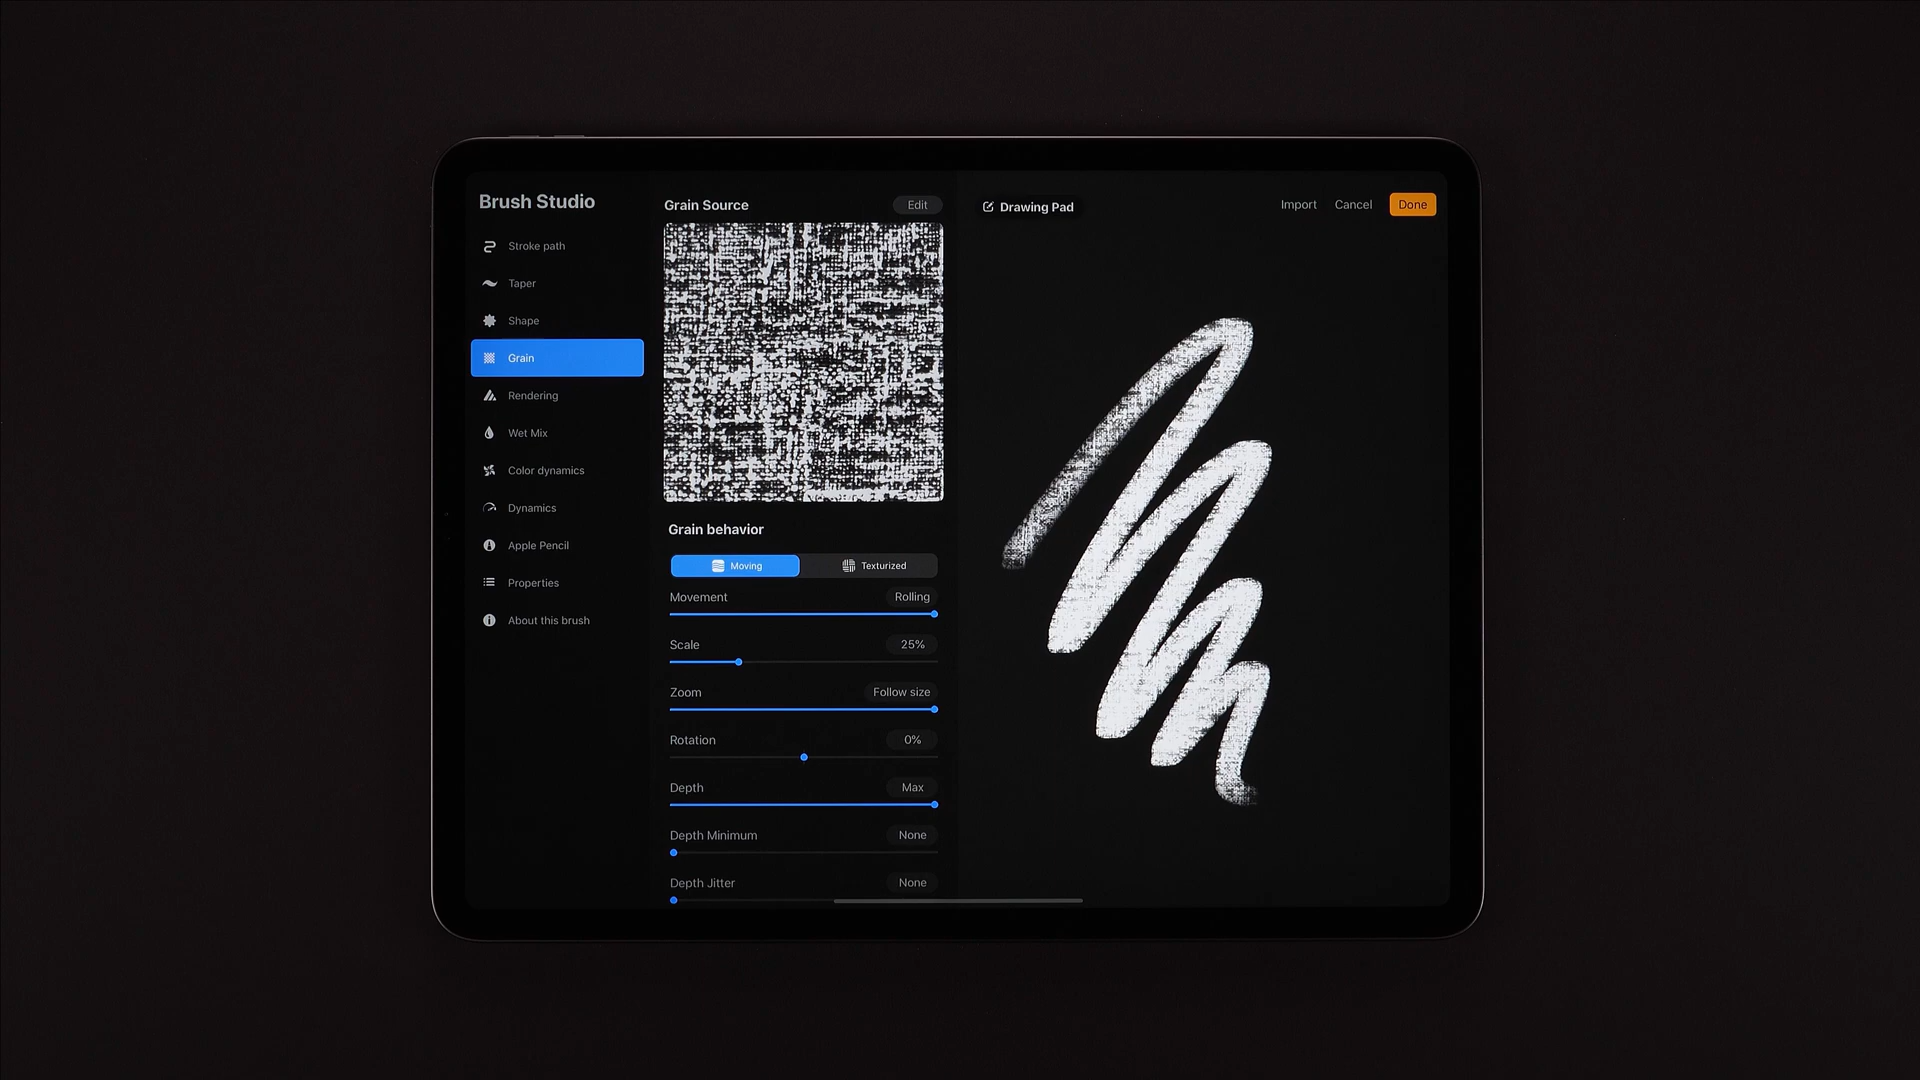 Brush Studio
Stroke path
Taper
Shape
Grain
Rendering
Wet Mix
Color dynamics
Dynamics
Apple Pencil
Properties
About this brush
Grain Source
Edit
Grain behavior
Moving
Texturized
Movement
Rolling
Scale
25%
Zoom
Follow size
Rotation
0%
Depth
Max
Depth Minimum
None
Depth Jitter
None
Drawing Pad
Import
Cancel
Done